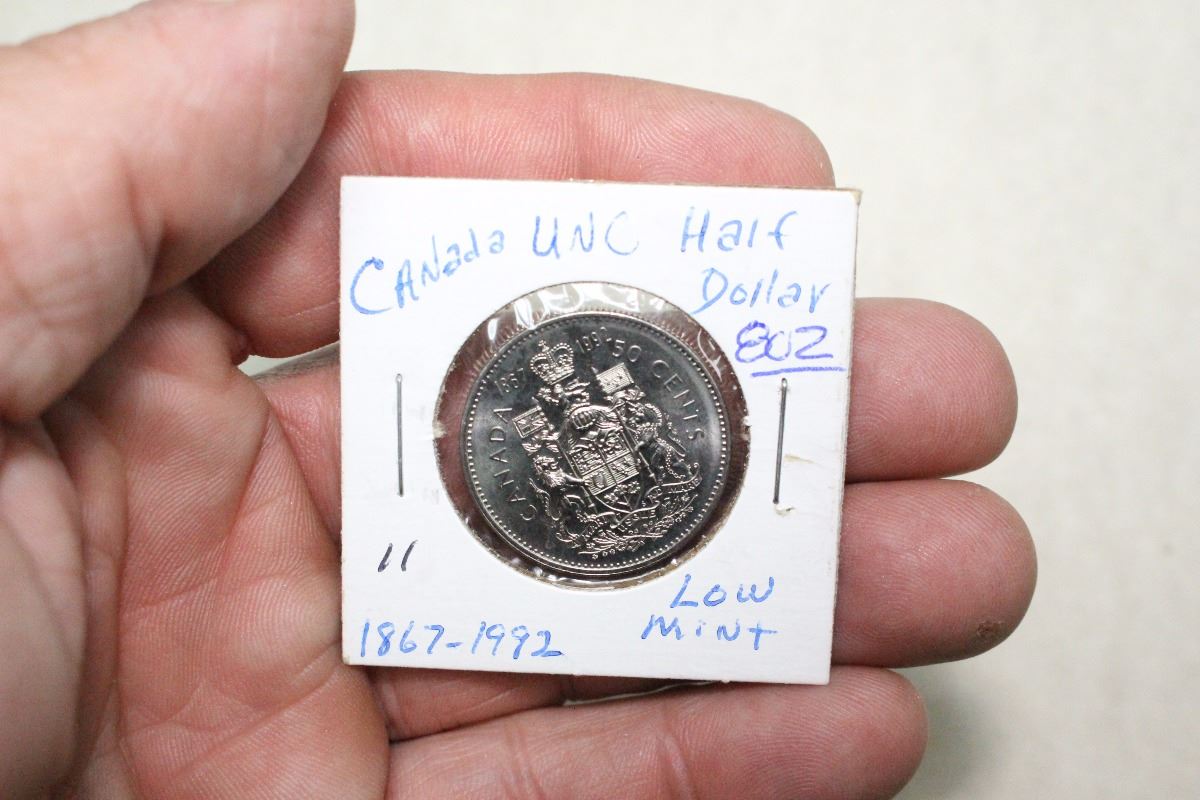 CANada UNC Half
Dollar
802
1867 1992
CANADA
50 CENTS
11
LOW
MINT
1867-1992